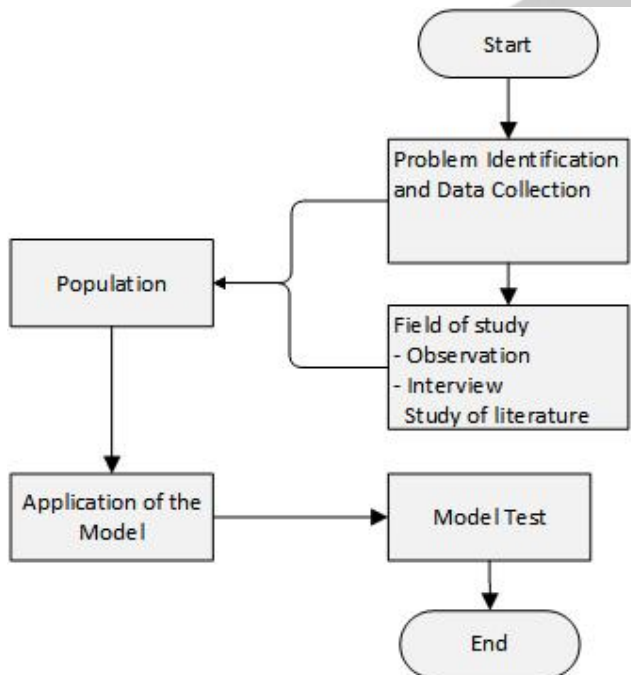 Start
Problem Identification
and Data Collection
Population
Field of study
- Observation
- Interview
Study of literature
Application of the
Model
Model Test
End